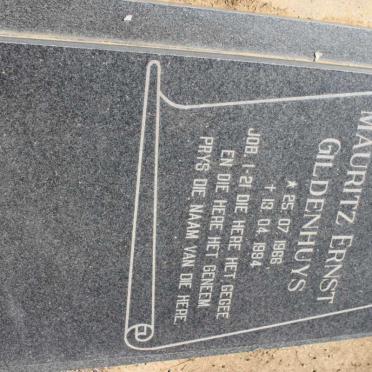 MAURITZ ERNST
GILDENHUYS
★ 25. 07. 1966
† 13. 04. 1984
JOB. 1-21. DIE HERE HET GEGEE
EN DIE HERE HET GENEEM.
PRYS DIE NAAM VAN DIE HERE.